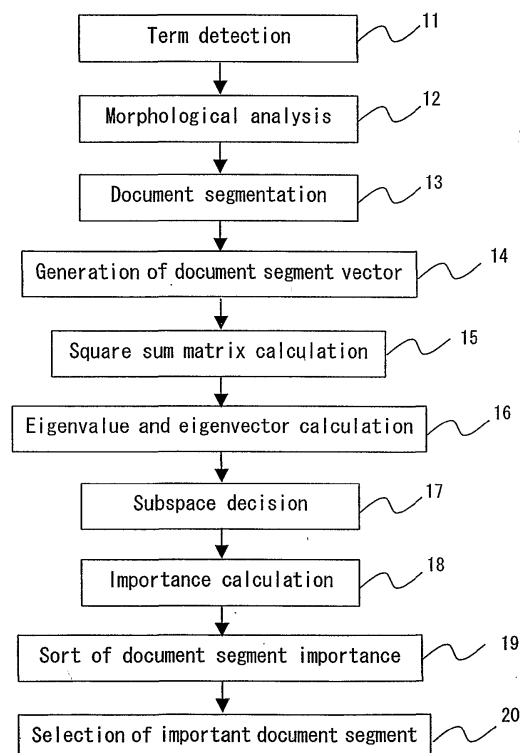 Term detection 11
Morphological analysis 12
Document segmentation 13
Generation of document segment vector 14
Square sum matrix calculation 15
Eigenvalue and eigenvector calculation 16
Subspace decision 17
Importance calculation 18
Sort of document segment importance 19
Selection of important document segment 20